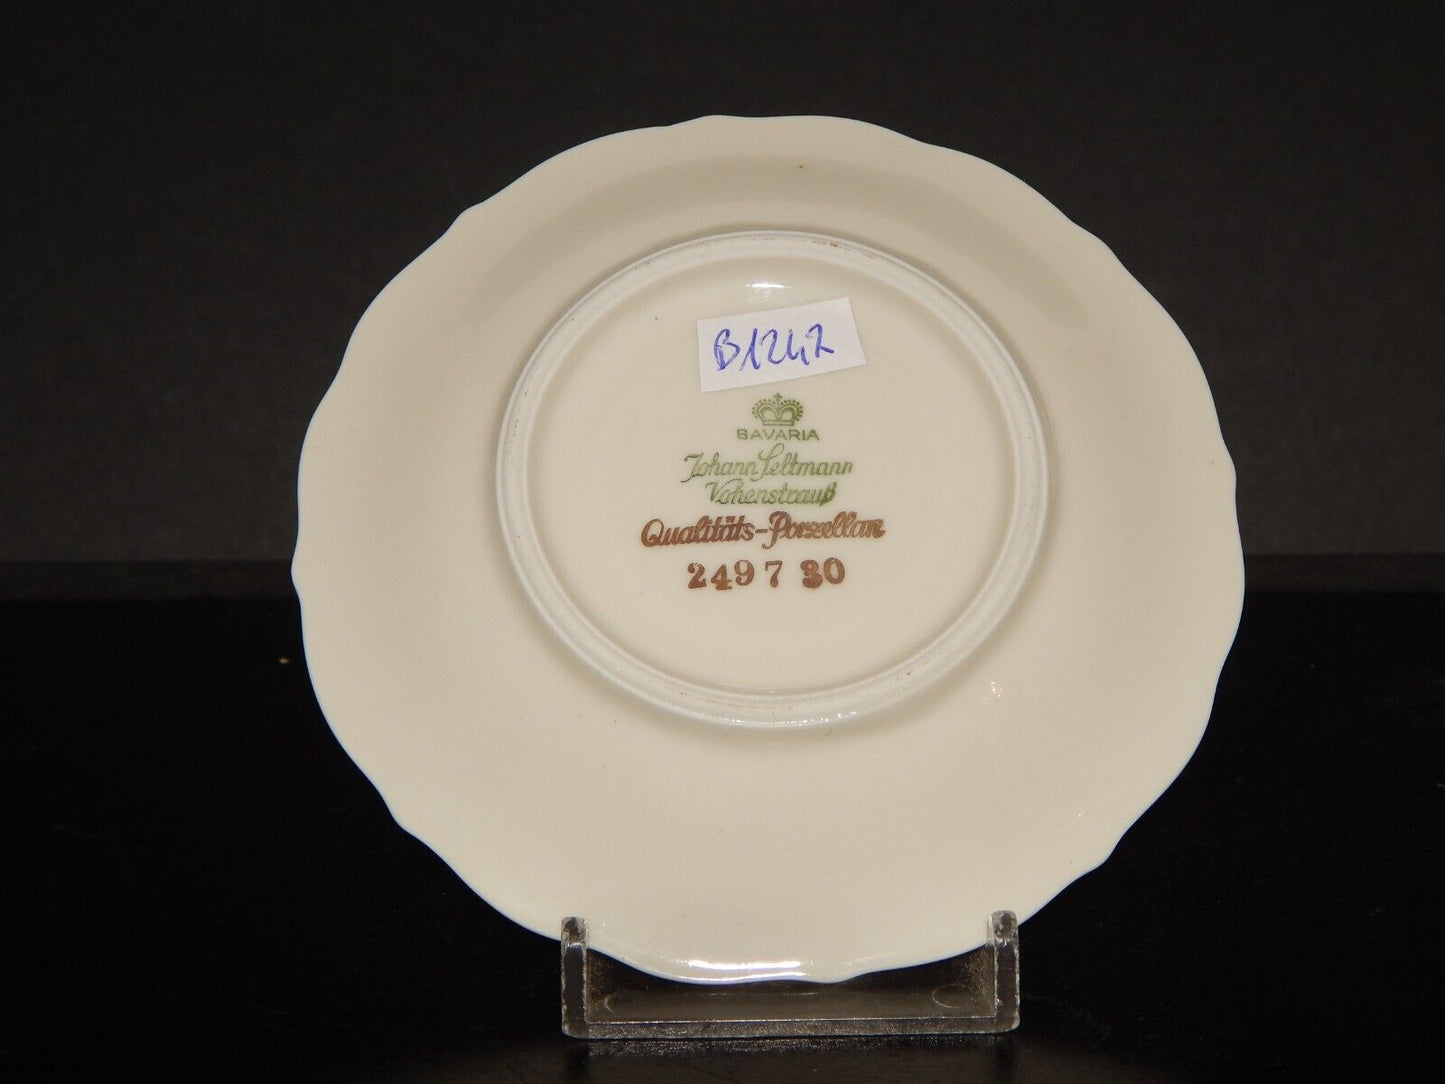 B1242
BAVARIA
Johann Seltmann
Vohenstrauß
Qualitäts-Porzellan
2497 30